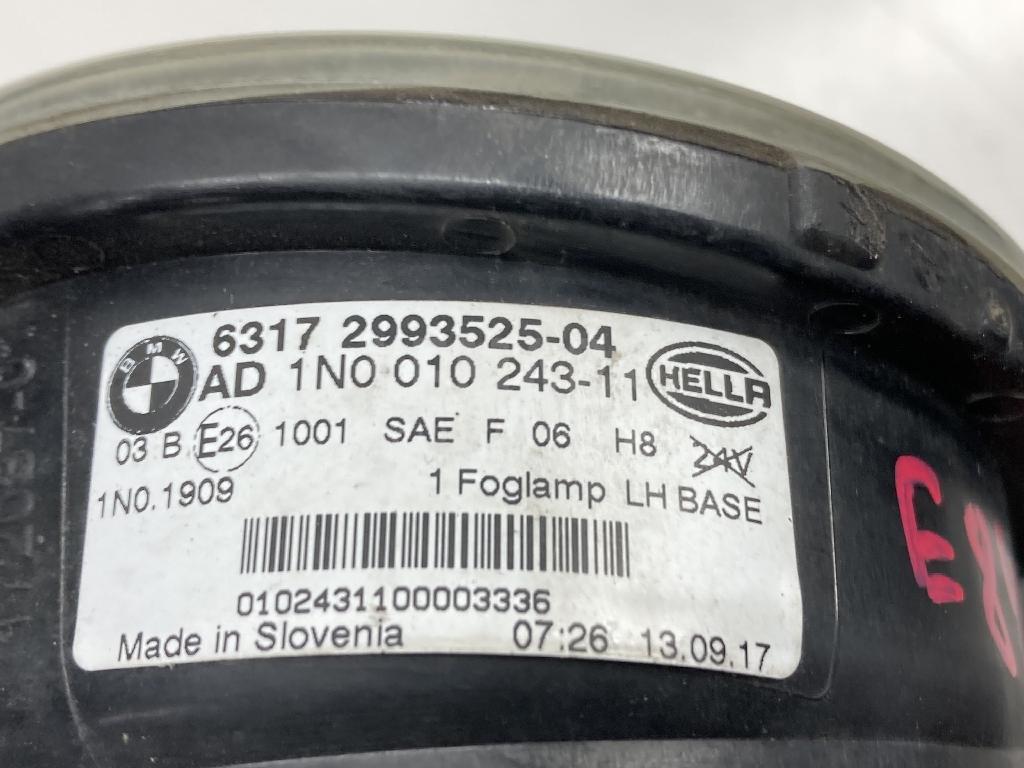 BMW
6317 2993525-04
AD 1N0 010 243-11 HELLA
03 B E26 1001 SAE F 06 H8 24V
1N0.1909 1 Foglamp LH BASE
0102431100003336
Made in Slovenia 07:26 13.09.17